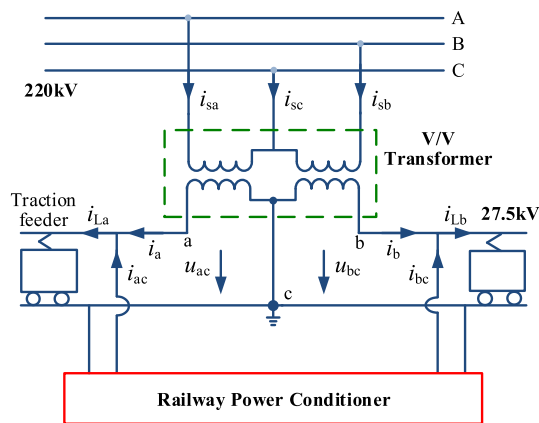 A
B
C
220kV
isa
isc
isb
V/V
Transformer
Traction
feeder
iLa
ia
a
b
ib
iLb
27.5kV
iac
uac
ubc
ibc
c
Railway Power Conditioner